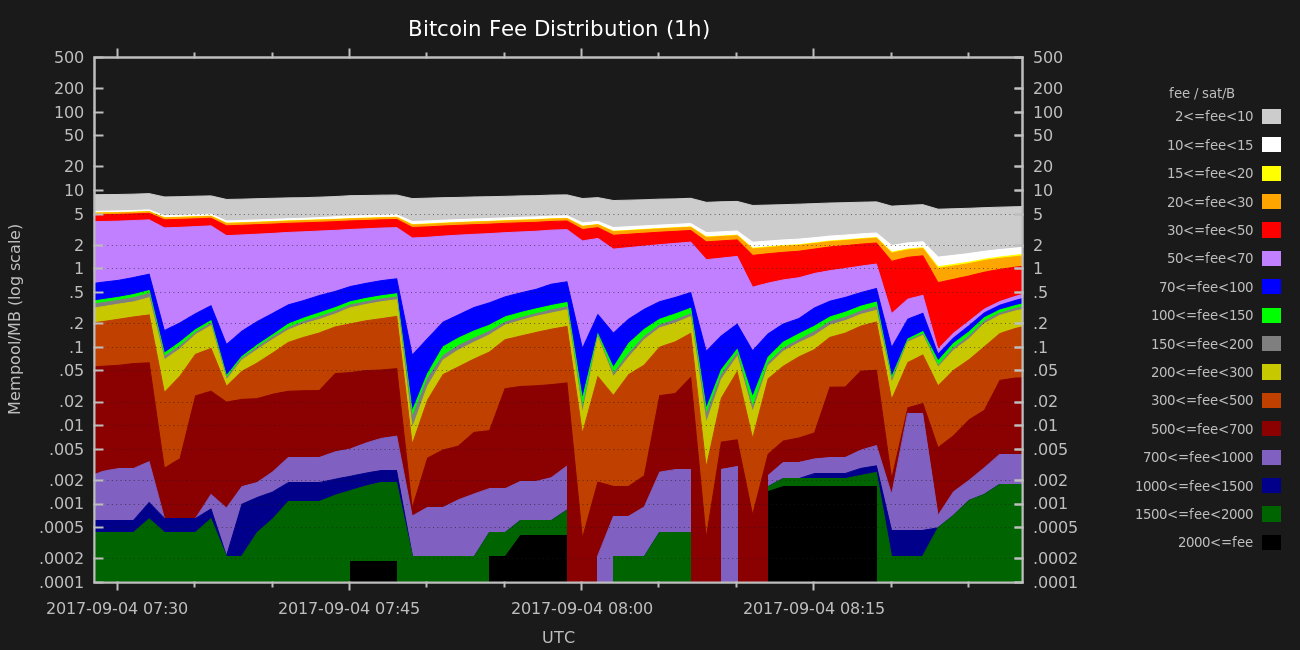 Bitcoin Fee Distribution (1h)
500 500
200 200
100 100
50 50
20 20
10 10
5 5
2 2
1 1
.5 .5
.2 .2
.1 .1
.05 .05
.02 .02
.01 .01
.005 .005
.002 .002
.001 .001
.0005 .0005
.0002 .0002
.0001 .0001
Mempool/MB (log scale)
2017-09-04 07:30 2017-09-04 07:45 2017-09-04 08:00 2017-09-04 08:15
UTC
fee / sat/B
2<=fee<10
10<=fee<15
15<=fee<20
20<=fee<30
30<=fee<50
50<=fee<70
70<=fee<100
100<=fee<150
150<=fee<200
200<=fee<300
300<=fee<500
500<=fee<700
700<=fee<1000
1000<=fee<1500
1500<=fee<2000
2000<=fee